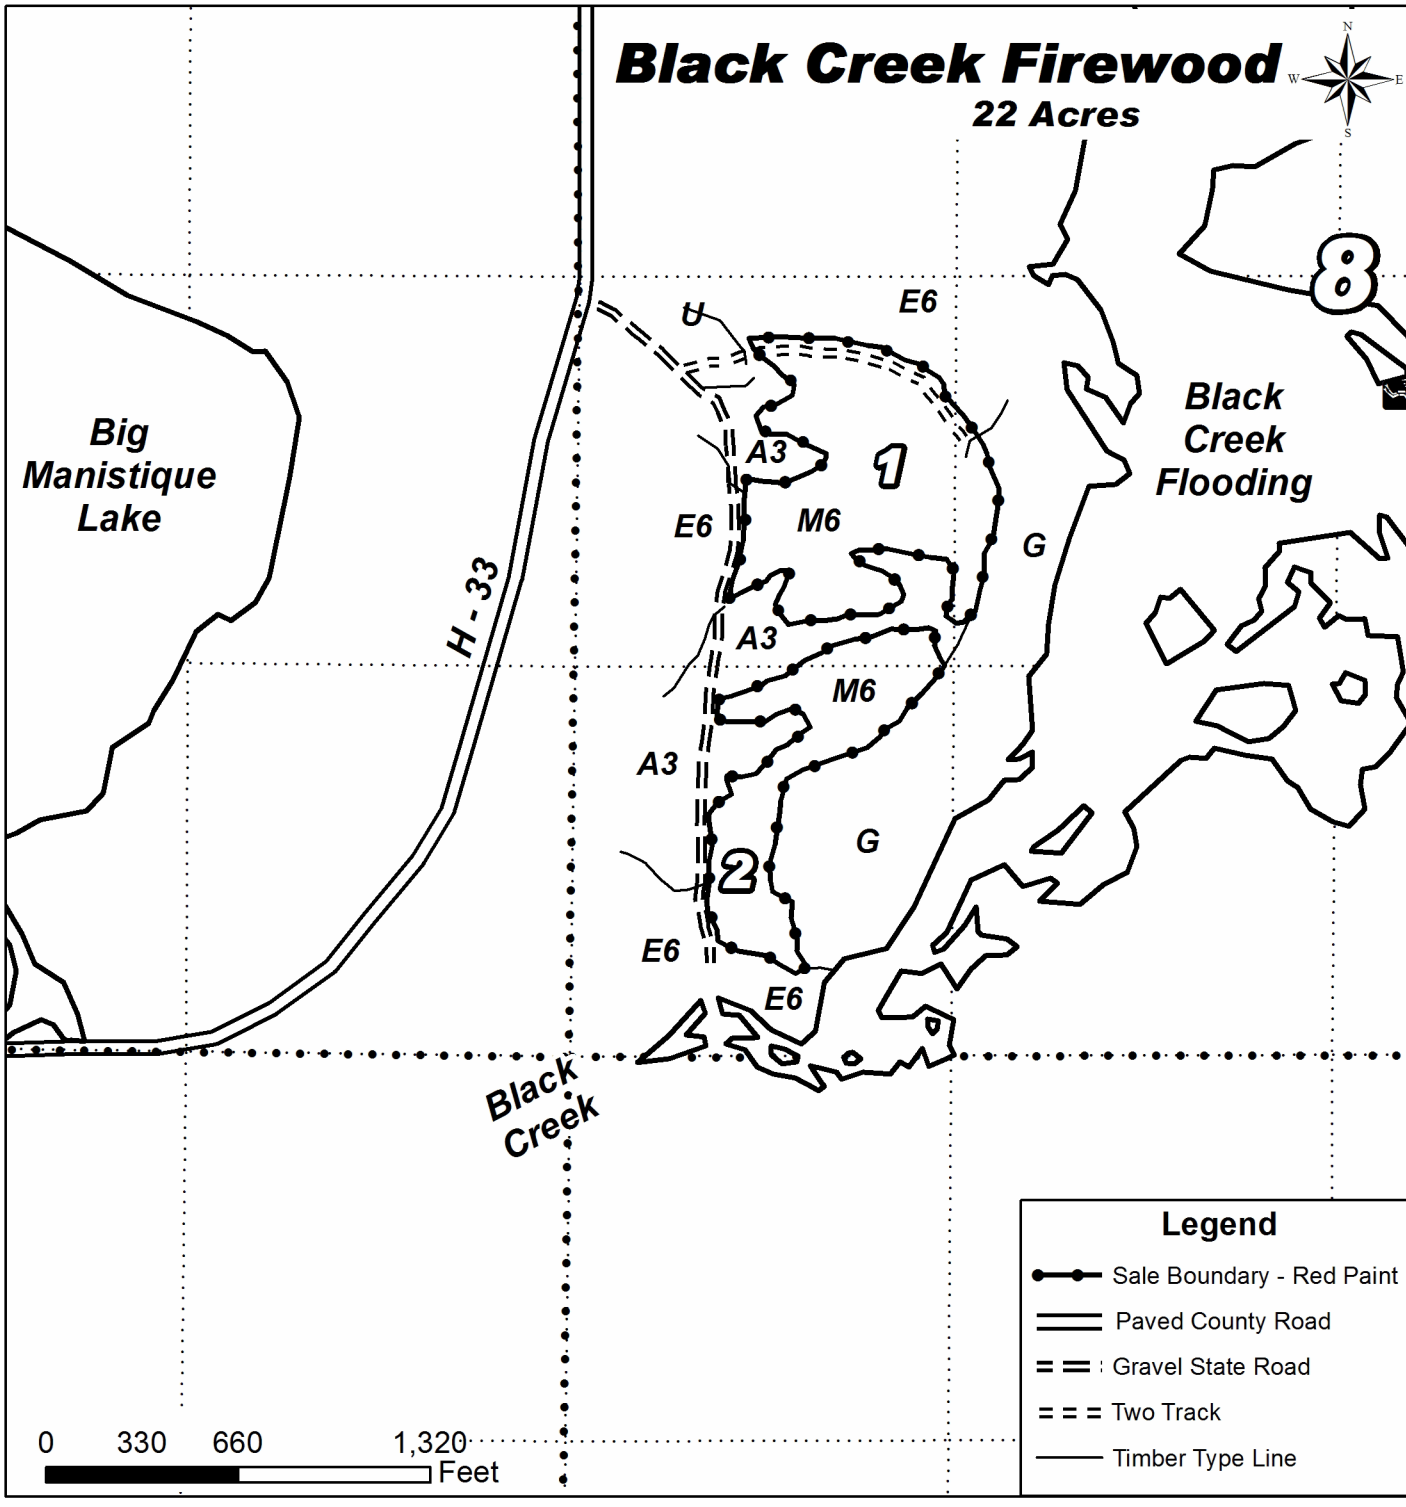 Black Creek Firewood
22 Acres
N
W
E
S
8
U
E6
Black
Creek
Flooding
Big
Manistique
Lake
A3
1
E6
M6
G
H - 33
A3
M6
A3
2
G
E6
E6
Black
Creek
Legend
Sale Boundary - Red Paint
Paved County Road
Gravel State Road
Two Track
Timber Type Line
0 330 660 1,320
Feet